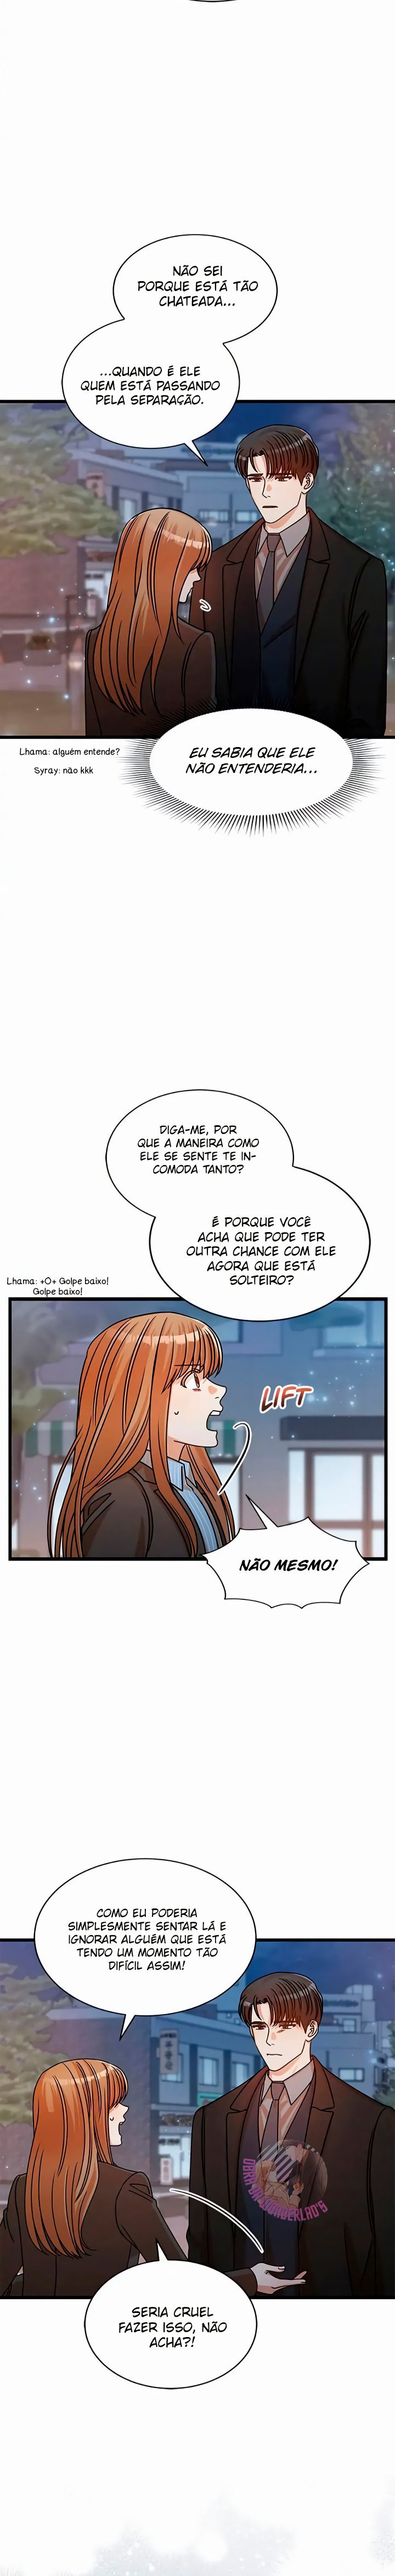 NÃO SEI
PORQUE ESTÁ TÃO
CHATEADA...
...QUANDO É ELE
QUEM ESTÁ PASSANDO
PELA SEPARAÇÃO.
Lhama: alguém entende?
Syray: não kkk
EU SABIA QUE ELE
NÃO ENTENDERIA...
DIGA-ME, POR
QUE A MANEIRA COMO
ELE SE SENTE TE IN-
COMODA TANTO?
É PORQUE VOCÊ
ACHA QUE PODE TER
OUTRA CHANCE COM ELE
AGORA QUE ESTÁ
SOLTEIRO?
Lhama: +O+ Golpe baixo!
Golpe baixo!
LIFT
NÃO MESMO!
COMO EU PODERIA
SIMPLESMENTE SENTAR LÁ E
IGNORAR ALGUÉM QUE ESTÁ
TENDO UM MOMENTO TÃO
DIFÍCIL ASSIM!
SERIA CRUEL
FAZER ISSO, NÃO
ACHA?!